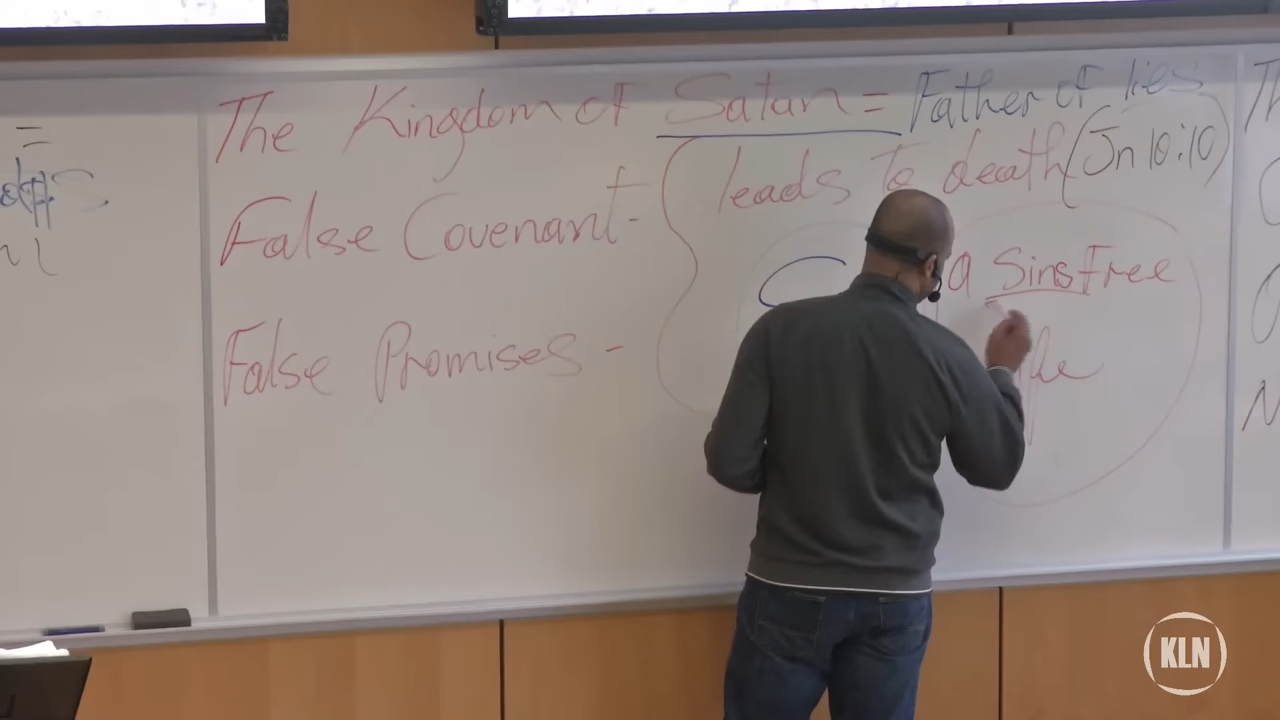 The Kingdom of Satan = Father of lies
leads to death (Jn 10:10)
False Covenant -
a Sins Free
False Promises -
KLN